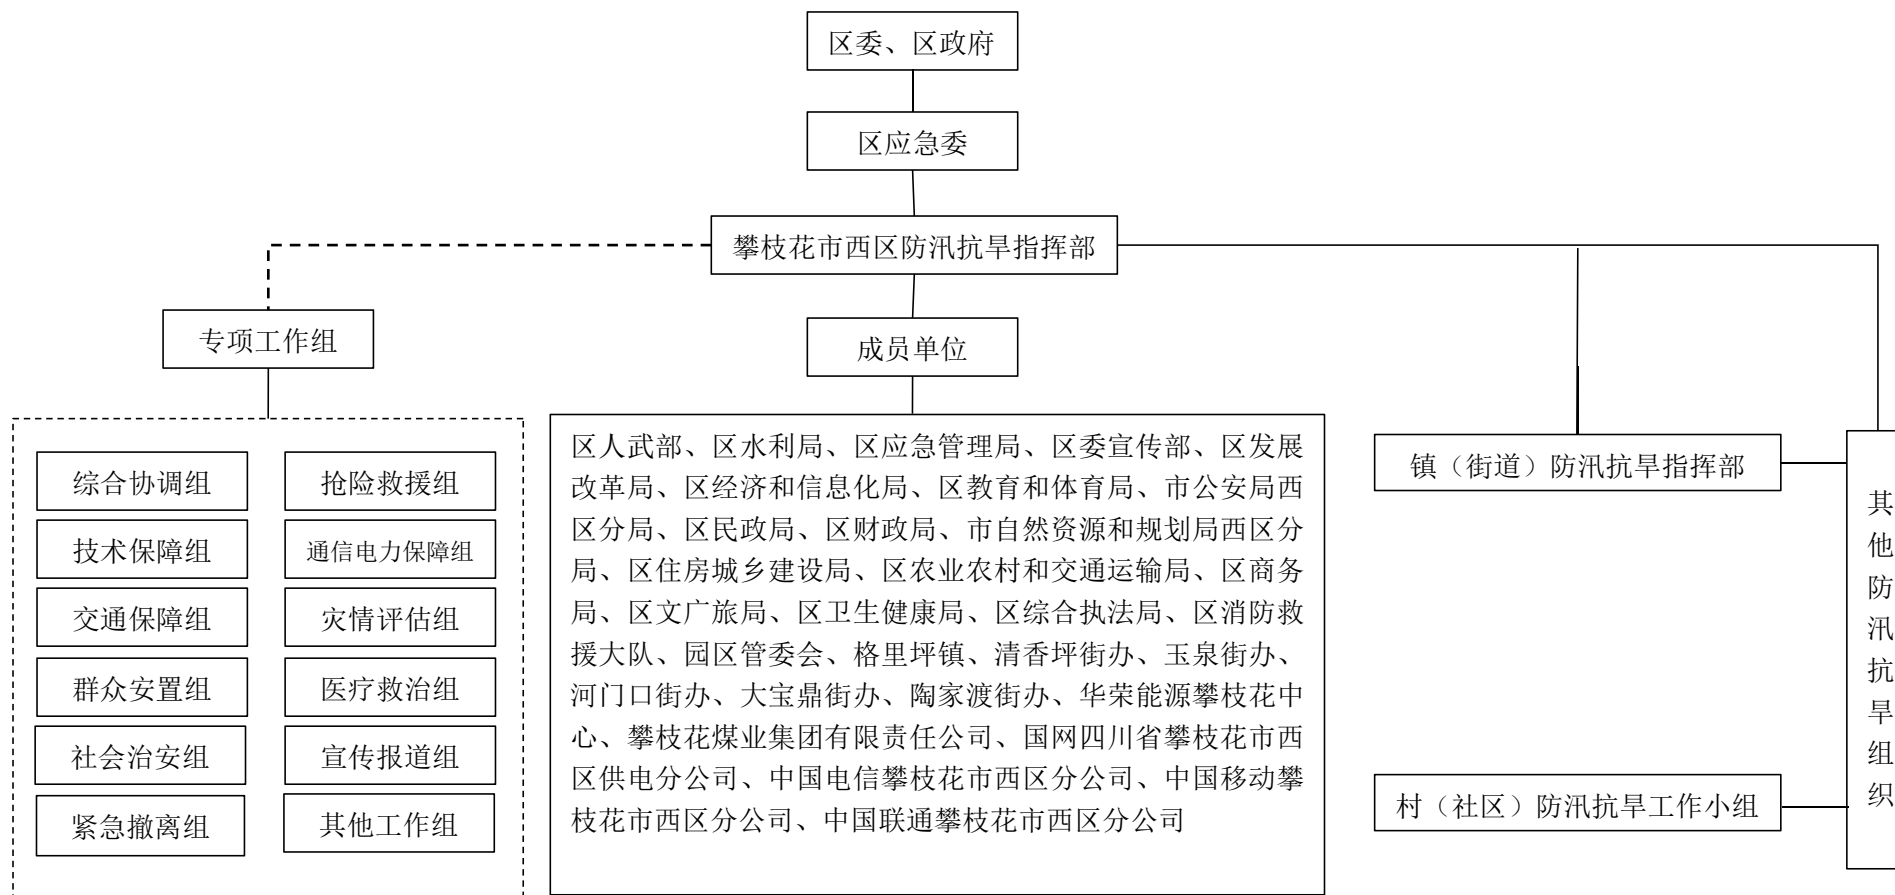 区委、区政府
区应急委
攀枝花市西区防汛抗旱指挥部
专项工作组
成员单位
综合协调组
抢险救援组
技术保障组
通信电力保障组
交通保障组
灾情评估组
群众安置组
医疗救治组
社会治安组
宣传报道组
紧急撤离组
其他工作组
区人武部、区水利局、区应急管理局、区委宣传部、区发展
改革局、区经济和信息化局、区教育和体育局、市公安局西
区分局、区民政局、区财政局、市自然资源和规划局西区分
局、区住房城乡建设局、区农业农村和交通运输局、区商务
局、区文广旅局、区卫生健康局、区综合执法局、区消防救
援大队、园区管委会、格里坪镇、清香坪街办、玉泉街办、
河门口街办、大宝鼎街办、陶家渡街办、华荣能源攀枝花中
心、攀枝花煤业集团有限责任公司、国网四川省攀枝花市西
区供电分公司、中国电信攀枝花市西区分公司、中国移动攀
枝花市西区分公司、中国联通攀枝花市西区分公司
镇（街道）防汛抗旱指挥部
村（社区）防汛抗旱工作小组
其他防汛抗旱组织